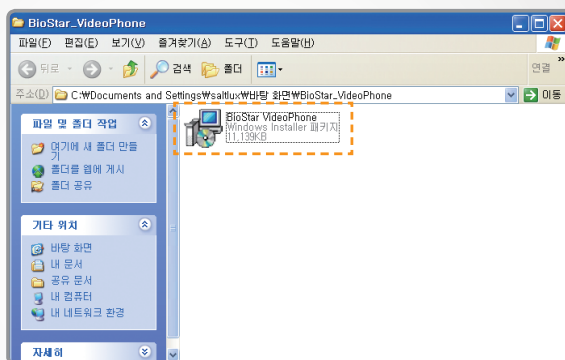 BioStar_VideoPhone
파일(F) 편집(E) 보기(V) 즐겨찾기(A) 도구(T) 도움말(H)
뒤로 검색 폴더 연결
주소(D) C:₩Documents and Settings₩saltlux₩바탕 화면₩BioStar_VideoPhone 이동
파일 및 폴더 작업
여기에 새 폴더 만들
기
폴더를 웹에 게시
폴더 공유
기타 위치
바탕 화면
내 문서
공유 문서
내 컴퓨터
내 네트워크 환경
자세히
BioStar VideoPhone
Windows Installer 패키지
11,139KB